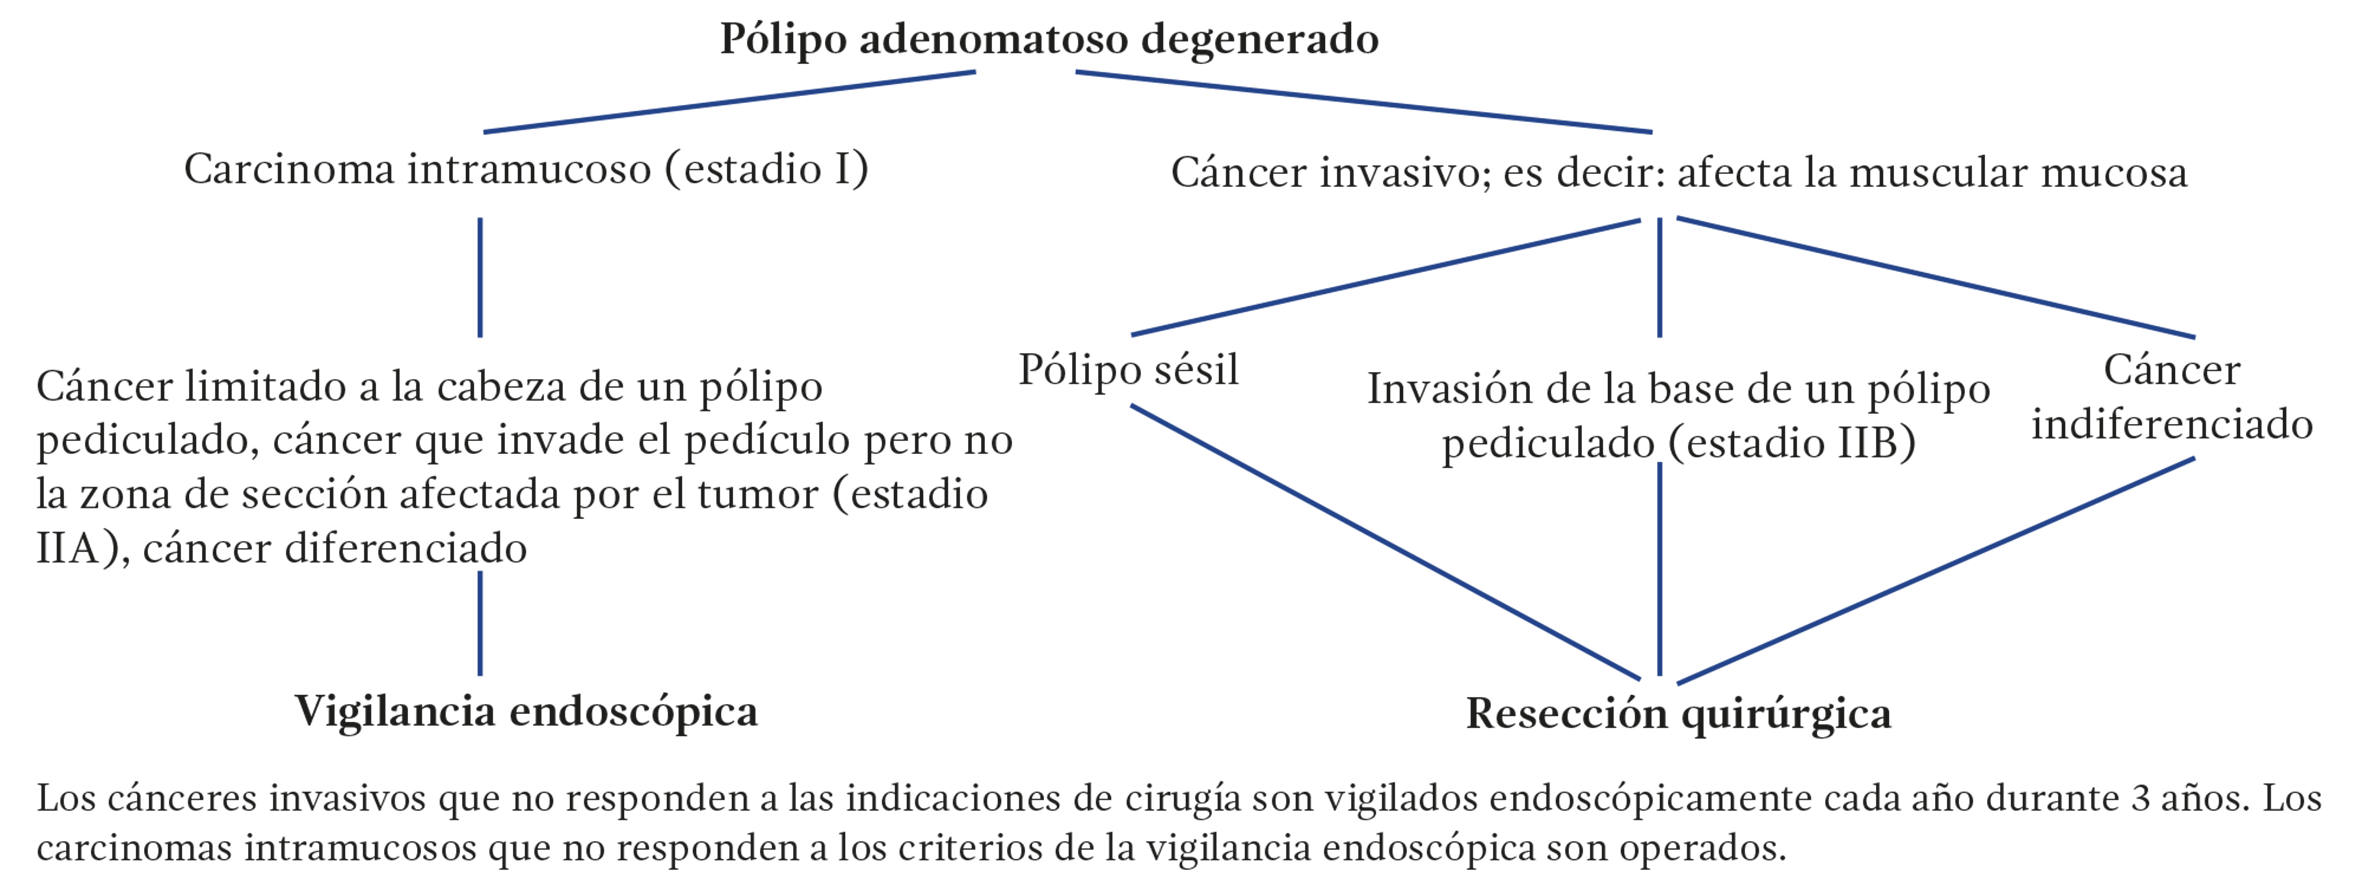 Pólipo adenomatoso degenerado
Carcinoma intramucoso (estadio I)
Cáncer invasivo; es decir: afecta la muscular mucosa
Cáncer limitado a la cabeza de un pólipo
pediculado, cáncer que invade el pedículo pero no
la zona de sección afectada por el tumor (estadio
IIA), cáncer diferenciado
Pólipo sésil
Invasión de la base de un pólipo
pediculado (estadio IIB)
Cáncer
indiferenciado
Vigilancia endoscópica
Resección quirúrgica
Los cánceres invasivos que no responden a las indicaciones de cirugía son vigilados endoscópicamente cada año durante 3 años. Los
carcinomas intramucosos que no responden a los criterios de la vigilancia endoscópica son operados.